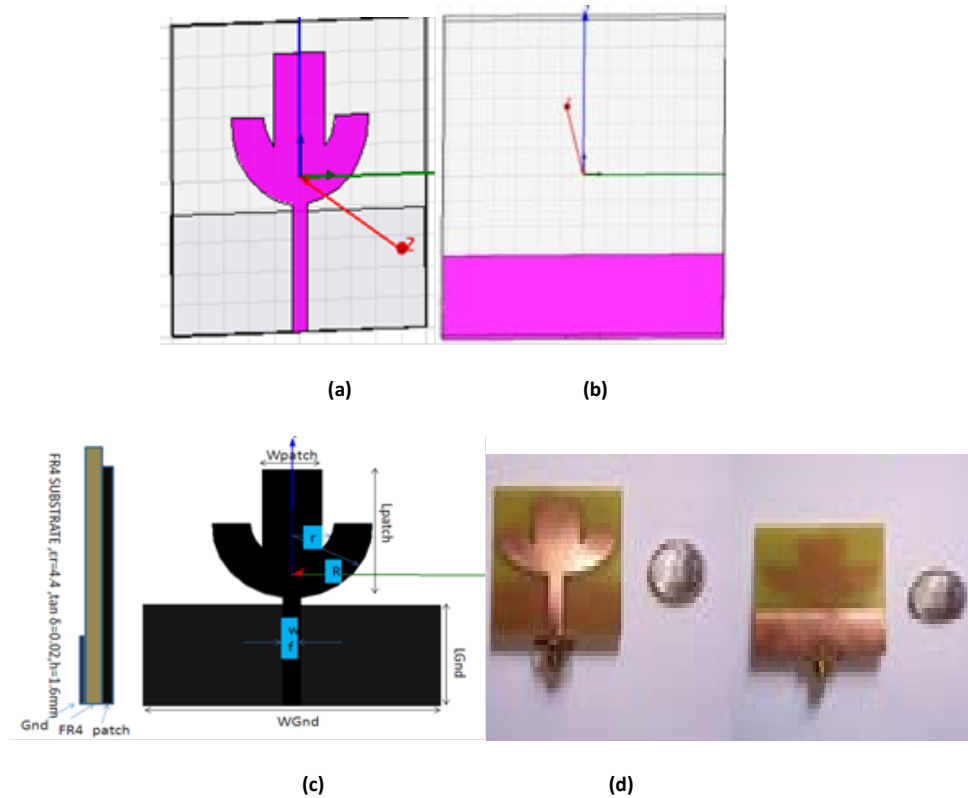 Z
(a)
(b)
FR4 SUBSTRATE ,εr=4.4 ,tan δ=0.02,h=1.6mm
Wpatch
Lpatch
r
R
w
f
LGnd
WGnd
Gnd
FR4
patch
(c)
(d)